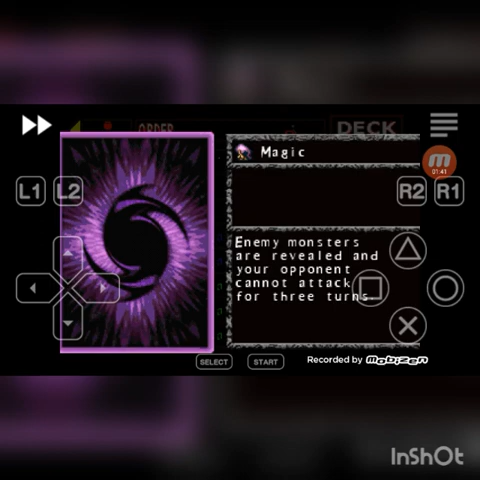 ORDER
DECK
Magic
01:41
L1
L2
R2
R1
Enemy monsters
are revealed and
your opponent
cannot attack
for three turns.
SELECT
START
Recorded by Mobizen
InShOt